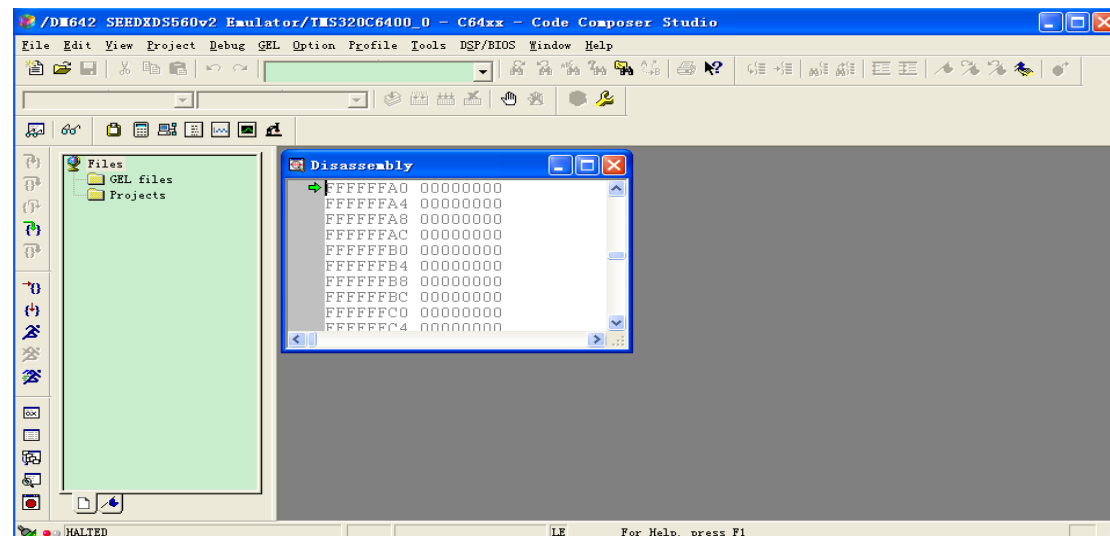 /DM642 SEEDXDS560v2 Emulator/TMS320C6400_0 - C64xx - Code Composer Studio
File Edit View Project Debug GEL Option Profile Tools DSP/BIOS Window Help
Files
GEL files
Projects
Disassembly
FFFFFFA0 00000000
FFFFFFA4 00000000
FFFFFFA8 00000000
FFFFFFAC 00000000
FFFFFFB0 00000000
FFFFFFB4 00000000
FFFFFFB8 00000000
FFFFFFBC 00000000
FFFFFFC0 00000000
FFFFFFC4 00000000
HALTED LE For Help, press F1